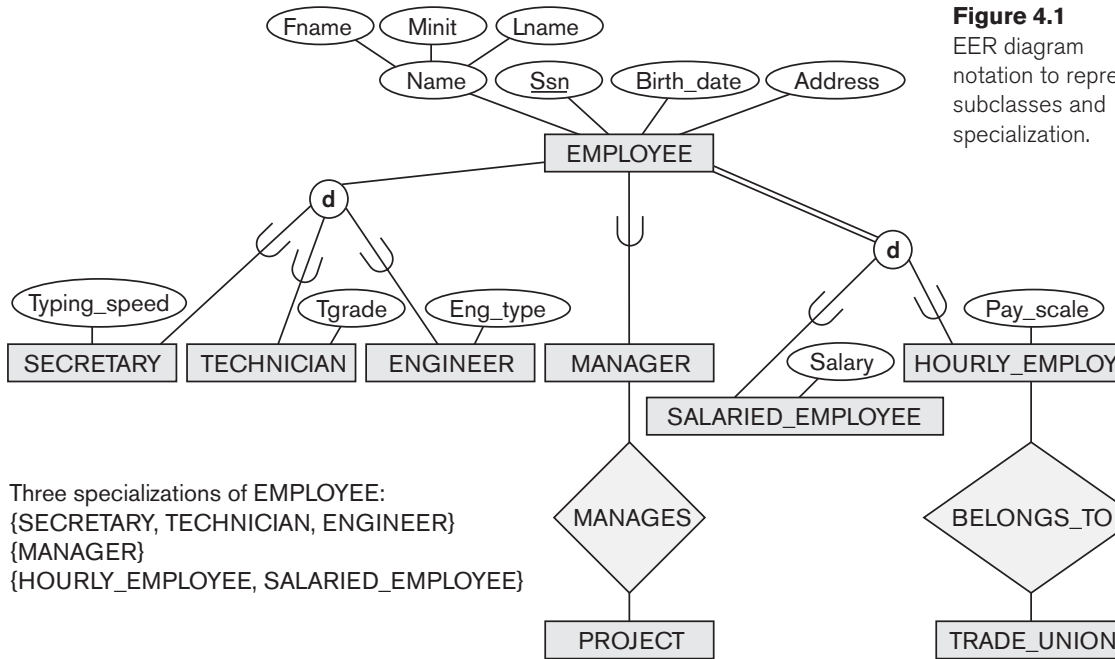 Fname Minit Lname
Name Ssn Birth_date Address
Figure 4.1
EER diagram
notation to repre
subclasses and
specialization.
EMPLOYEE
d
d
Typing_speed Tgrade Eng_type Pay_scale
SECRETARY TECHNICIAN ENGINEER MANAGER Salary HOURLY_EMPLOY
SALARIED_EMPLOYEE
Three specializations of EMPLOYEE:
{SECRETARY, TECHNICIAN, ENGINEER}
{MANAGER}
{HOURLY_EMPLOYEE, SALARIED_EMPLOYEE}
MANAGES BELONGS_TO
PROJECT TRADE_UNION